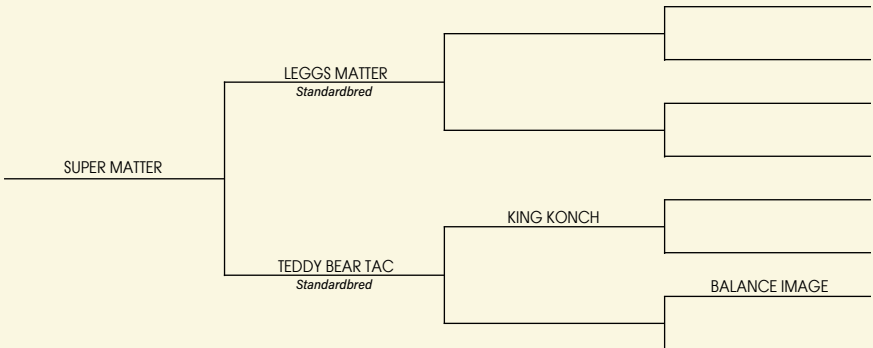 LEGGS MATTER
Standardbred
SUPER MATTER
KING KONCH
TEDDY BEAR TAC
Standardbred
BALANCE IMAGE